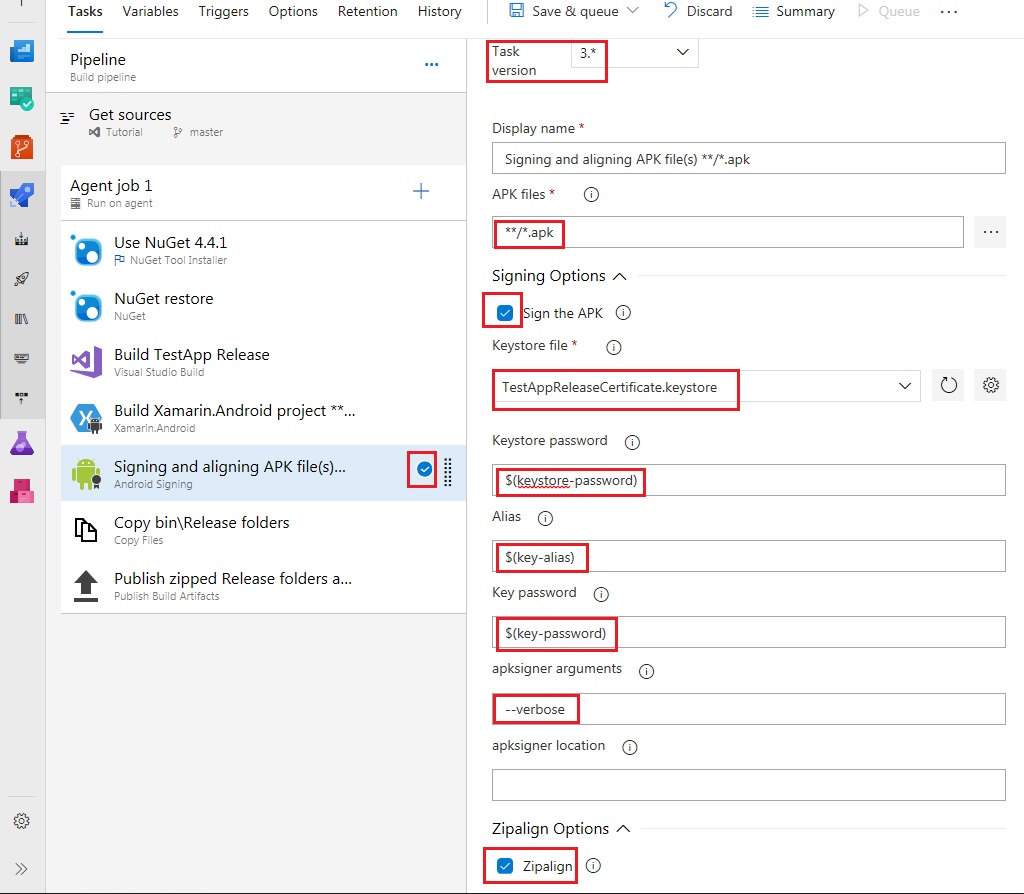 Tasks Variables Triggers Options Retention History Save & queue Discard Summary Queue ...
Pipeline
Build pipeline
Get sources
Tutorial master
Agent job 1
Run on agent
Use NuGet 4.4.1
NuGet Tool Installer
NuGet restore
NuGet
Build TestApp Release
Visual Studio Build
Build Xamarin.Android project **...
Xamarin.Android
Signing and aligning APK file(s)...
Android Signing
Copy bin\Release folders
Copy Files
Publish zipped Release folders a...
Publish Build Artifacts
Task
version
3.*
Display name *
Signing and aligning APK file(s) **/*.apk
APK files *
**/*.apk
Signing Options
Sign the APK
Keystore file *
TestAppReleaseCertificate.keystore
Keystore password
$(keystore-password)
Alias
$(key-alias)
Key password
$(key-password)
apksigner arguments
--verbose
apksigner location
Zipalign Options
Zipalign